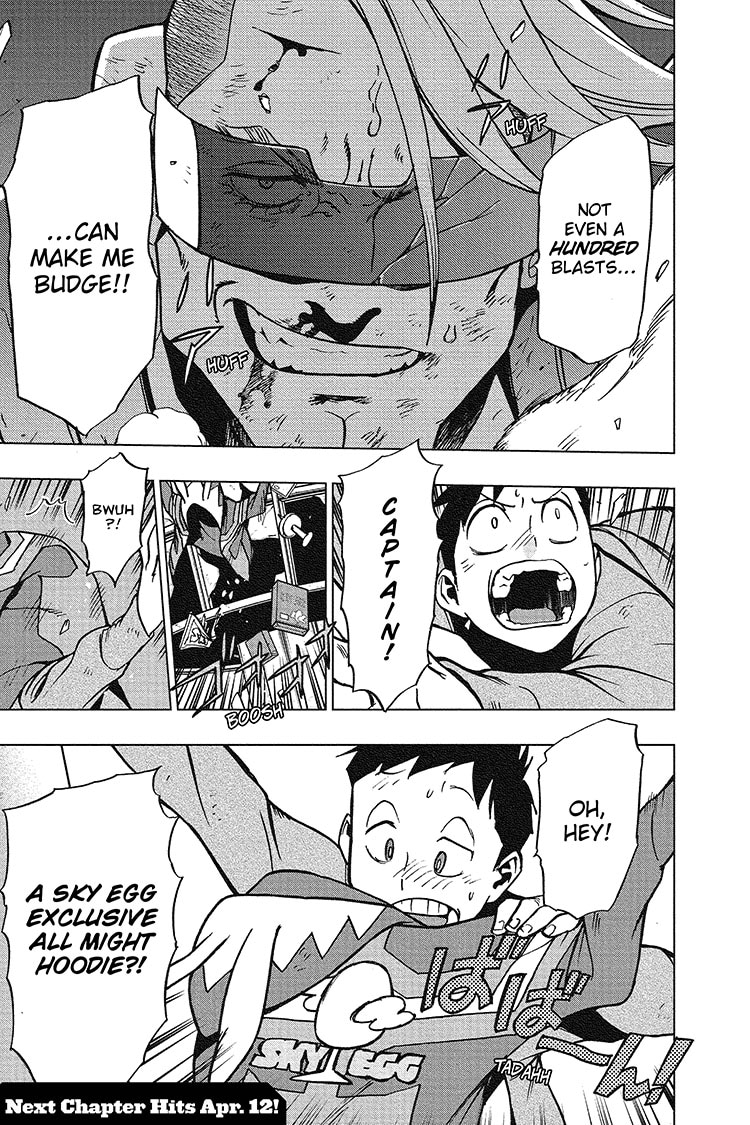 HUFF
NOT
EVEN A
HUNDRED
BLASTS...
...CAN
MAKE ME
BUDGE!!
HUFF
CAPTAIN!
BOOSH
BWUH
?!
OH,
HEY!
A SKY EGG
EXCLUSIVE
ALL MIGHT
HOODIE?!
ばばーん!
TADAHH
SKY EGG
Next Chapter Hits Apr. 12!